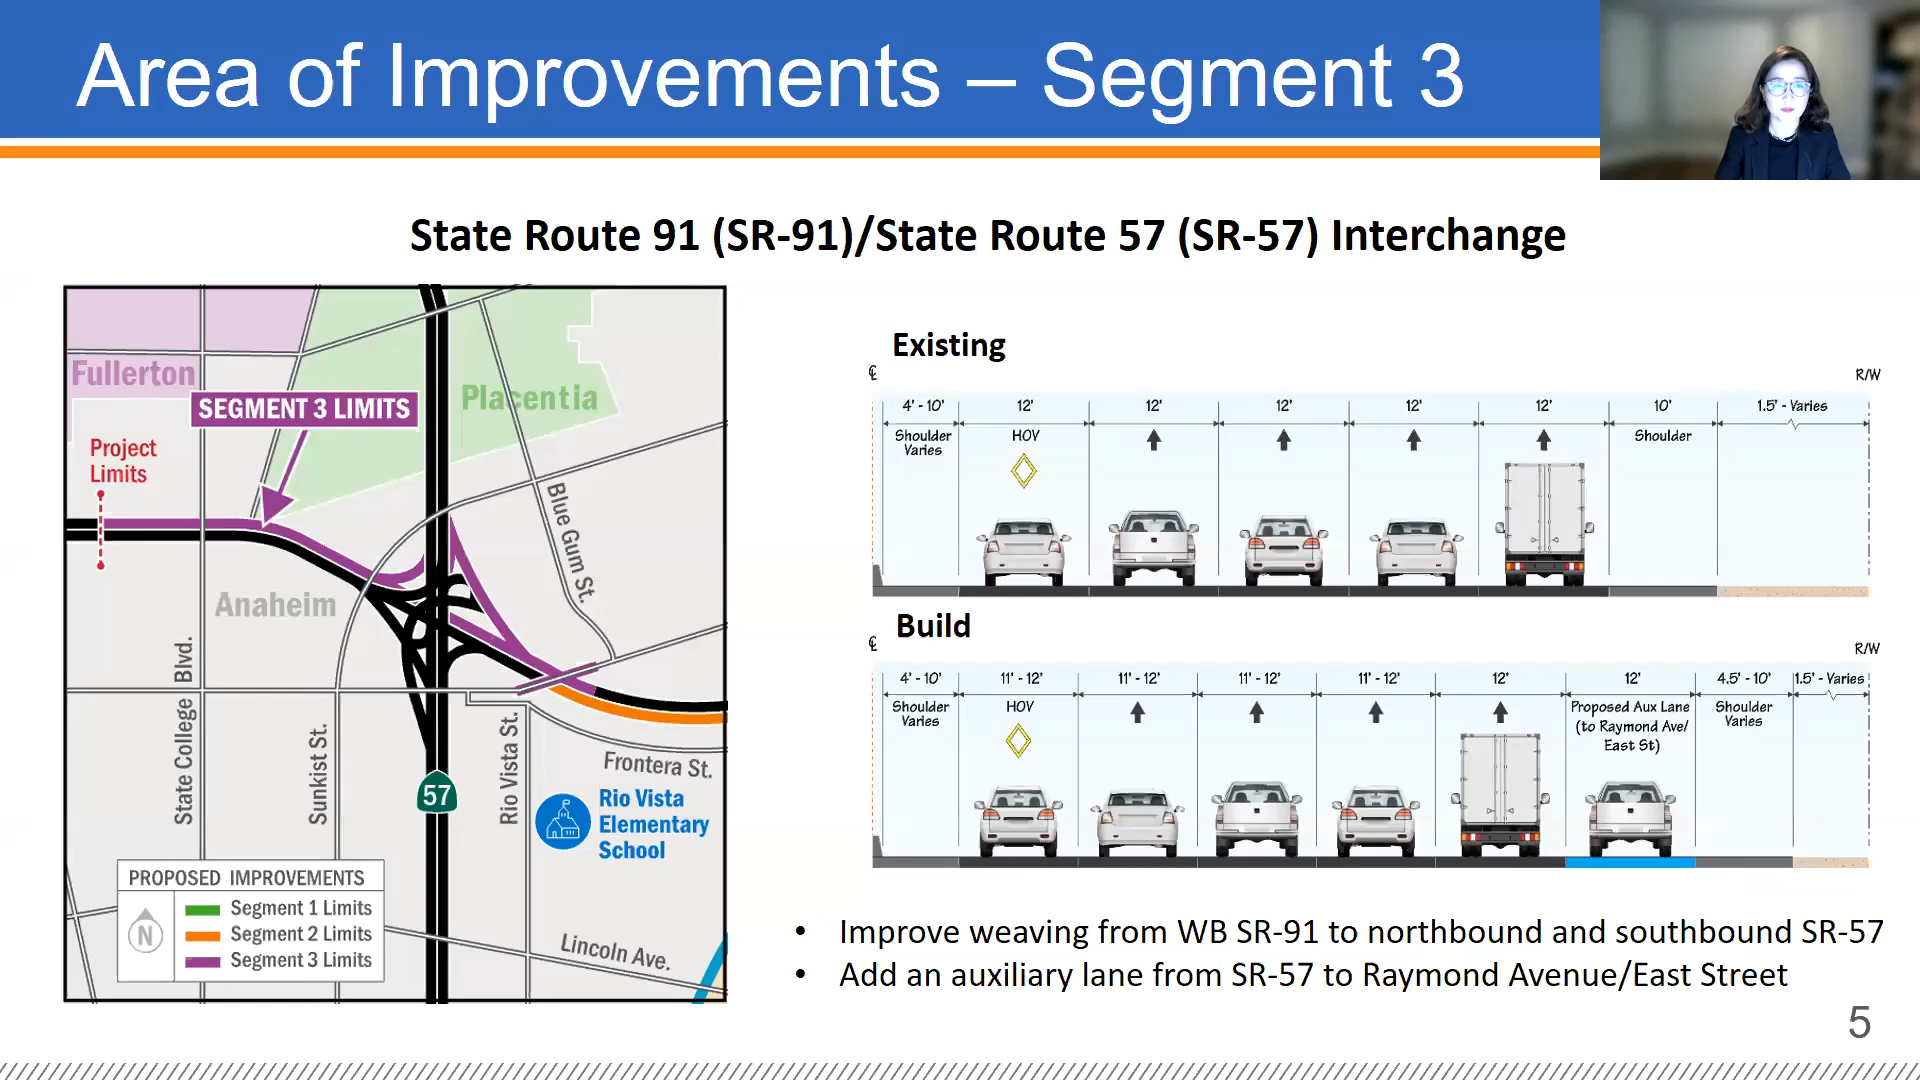 Area of Improvements – Segment 3
State Route 91 (SR-91)/State Route 57 (SR-57) Interchange
Fullerton
SEGMENT 3 LIMITS
Placentia
Project
Limits
Blue Gum St.
Anaheim
State College Blvd.
Sunkist St.
57
Rio Vista St.
Frontera St.
Rio Vista
Elementary
School
Lincoln Ave.
PROPOSED IMPROVEMENTS
N
Segment 1 Limits
Segment 2 Limits
Segment 3 Limits
Existing
℄
R/W
4' - 10' 12' 12' 12' 12' 12' 10' 1.5' - Varies
Shoulder
Varies
HOV
Shoulder
Build
℄
R/W
4' - 10' 11' - 12' 11' - 12' 11' - 12' 11' - 12' 12' 12' 4.5' - 10' 1.5' - Varies
Shoulder
Varies
HOV
Proposed Aux Lane
(to Raymond Ave/
East St)
Shoulder
Varies
• Improve weaving from WB SR-91 to northbound and southbound SR-57
• Add an auxiliary lane from SR-57 to Raymond Avenue/East Street
5